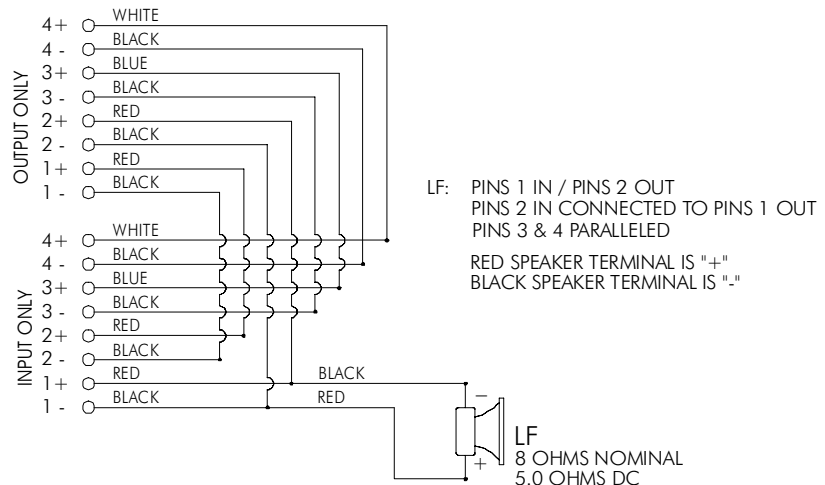 OUTPUT ONLY
4+ WHITE
4 - BLACK
3+ BLUE
3 - BLACK
2+ RED
2 - BLACK
1+ RED
1 - BLACK
INPUT ONLY
4+ WHITE
4 - BLACK
3+ BLUE
3 - BLACK
2+ RED
2 - BLACK
1+ RED BLACK
1 - BLACK RED
LF: PINS 1 IN / PINS 2 OUT
PINS 2 IN CONNECTED TO PINS 1 OUT
PINS 3 & 4 PARALLELED
RED SPEAKER TERMINAL IS "+"
BLACK SPEAKER TERMINAL IS "-"
−
+
LF
8 OHMS NOMINAL
5.0 OHMS DC